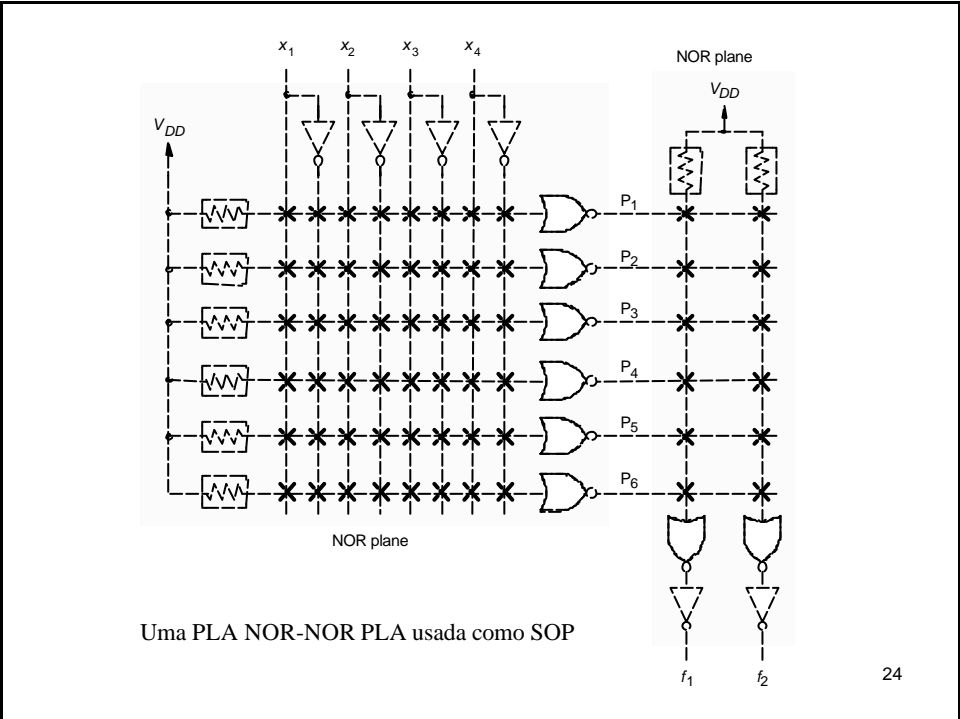 x1 x2 x3 x4
NOR plane
VDD
VDD
P1
P2
P3
P4
P5
P6
NOR plane
Uma PLA NOR-NOR PLA usada como SOP
f1 f2
24